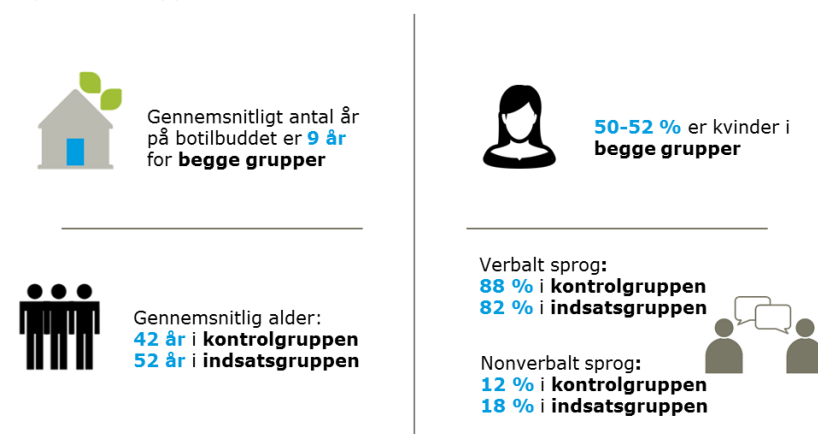 Gennemsnitligt antal år
på botilbuddet er 9 år
for begge grupper
50-52 % er kvinder i
begge grupper
Gennemsnitlig alder:
42 år i kontrolgruppen
52 år i indsatsgruppen
Verbalt sprog:
88 % i kontrolgruppen
82 % i indsatsgruppen
Nonverbalt sprog:
12 % i kontrolgruppen
18 % i indsatsgruppen